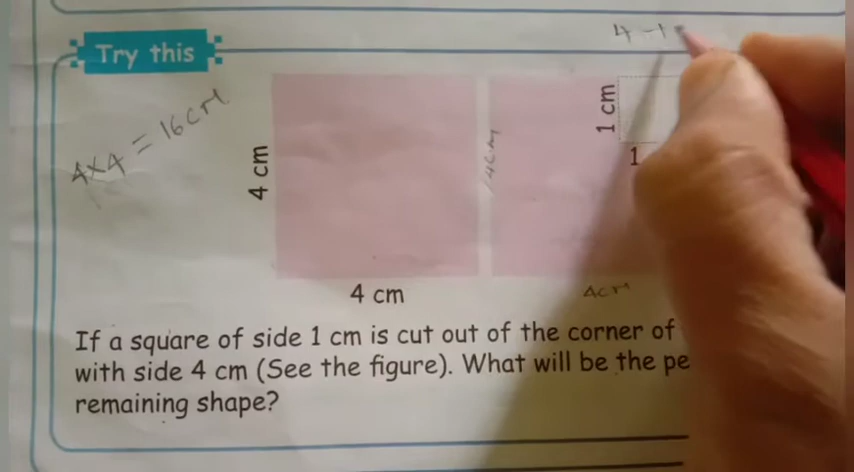 4 - 1
Try this
4×4 = 16cm
4 cm
1 cm
1
4 cm
4cm
If a square of side 1 cm is cut out of the corner of
with side 4 cm (See the figure). What will be the pe
remaining shape?